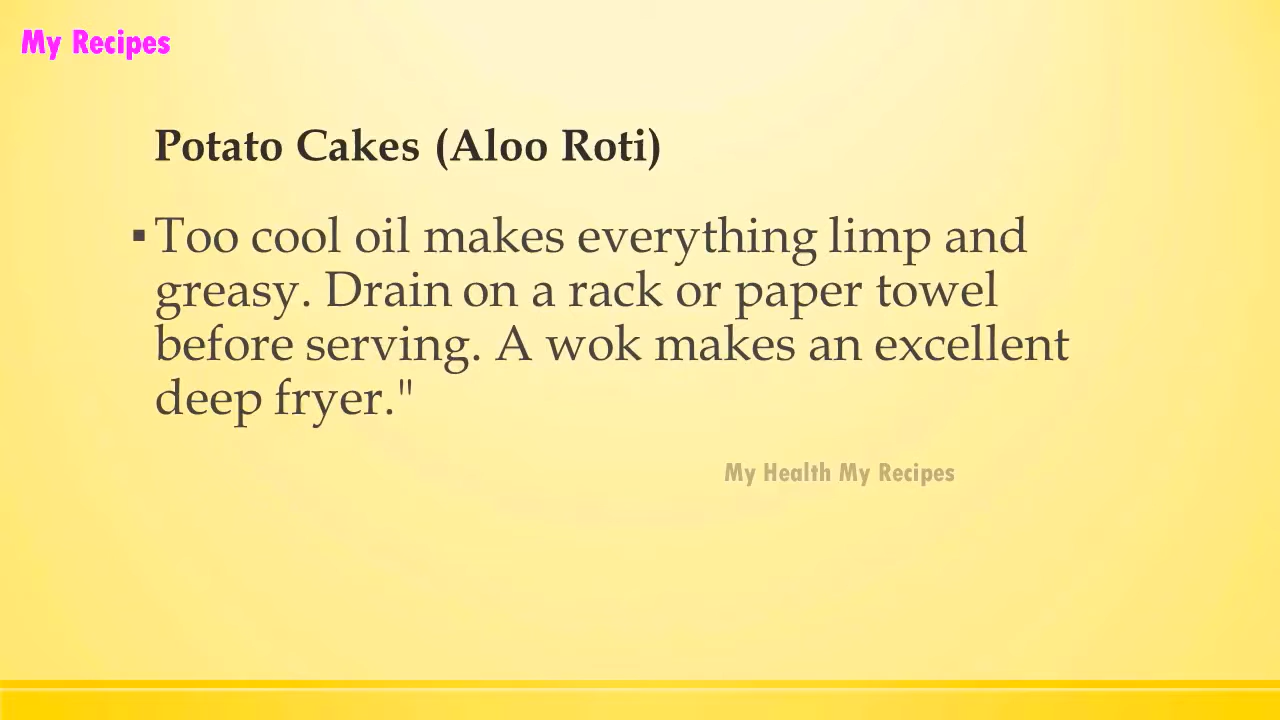 My Recipes
Potato Cakes (Aloo Roti)
▪ Too cool oil makes everything limp and
greasy. Drain on a rack or paper towel
before serving. A wok makes an excellent
deep fryer."
My Health My Recipes